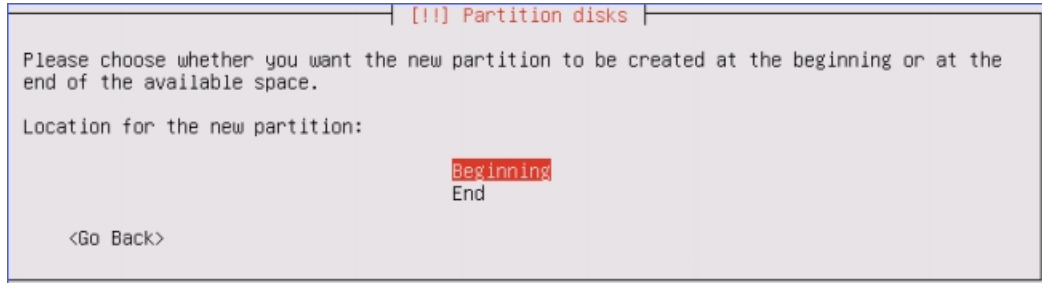 [!!] Partition disks
Please choose whether you want the new partition to be created at the beginning or at the
end of the available space.
Location for the new partition:
Beginning
End
<Go Back>